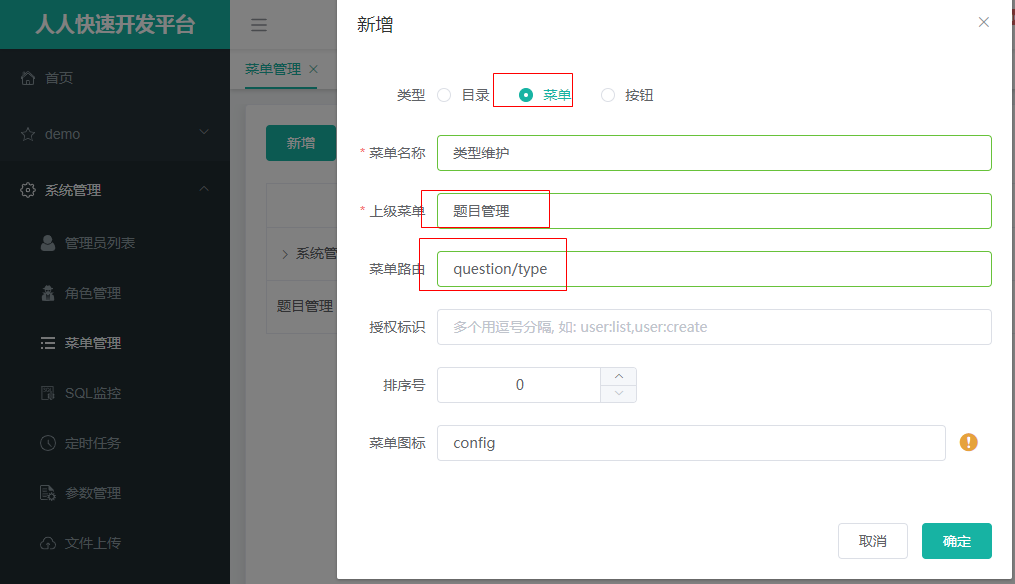 人人快速开发平台
首页
demo
系统管理
管理员列表
角色管理
菜单管理
SQL监控
定时任务
参数管理
文件上传
菜单管理
新增
系统管
题目管理
新增
类型 目录 菜单 按钮
* 菜单名称 类型维护
* 上级菜单 题目管理
菜单路由 question/type
授权标识 多个用逗号分隔, 如: user:list,user:create
排序号 0
菜单图标 config
取消 确定